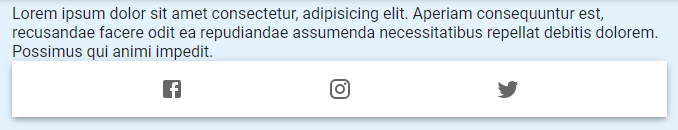 Lorem ipsum dolor sit amet consectetur, adipisicing elit. Aperiam consequuntur est,
recusandae facere odit ea repudiandae assumenda necessitatibus repellat debitis dolorem.
Possimus qui animi impedit.